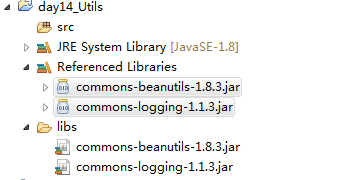 day14_Utils
src
JRE System Library [JavaSE-1.8]
Referenced Libraries
commons-beanutils-1.8.3.jar
commons-logging-1.1.3.jar
libs
commons-beanutils-1.8.3.jar
commons-logging-1.1.3.jar